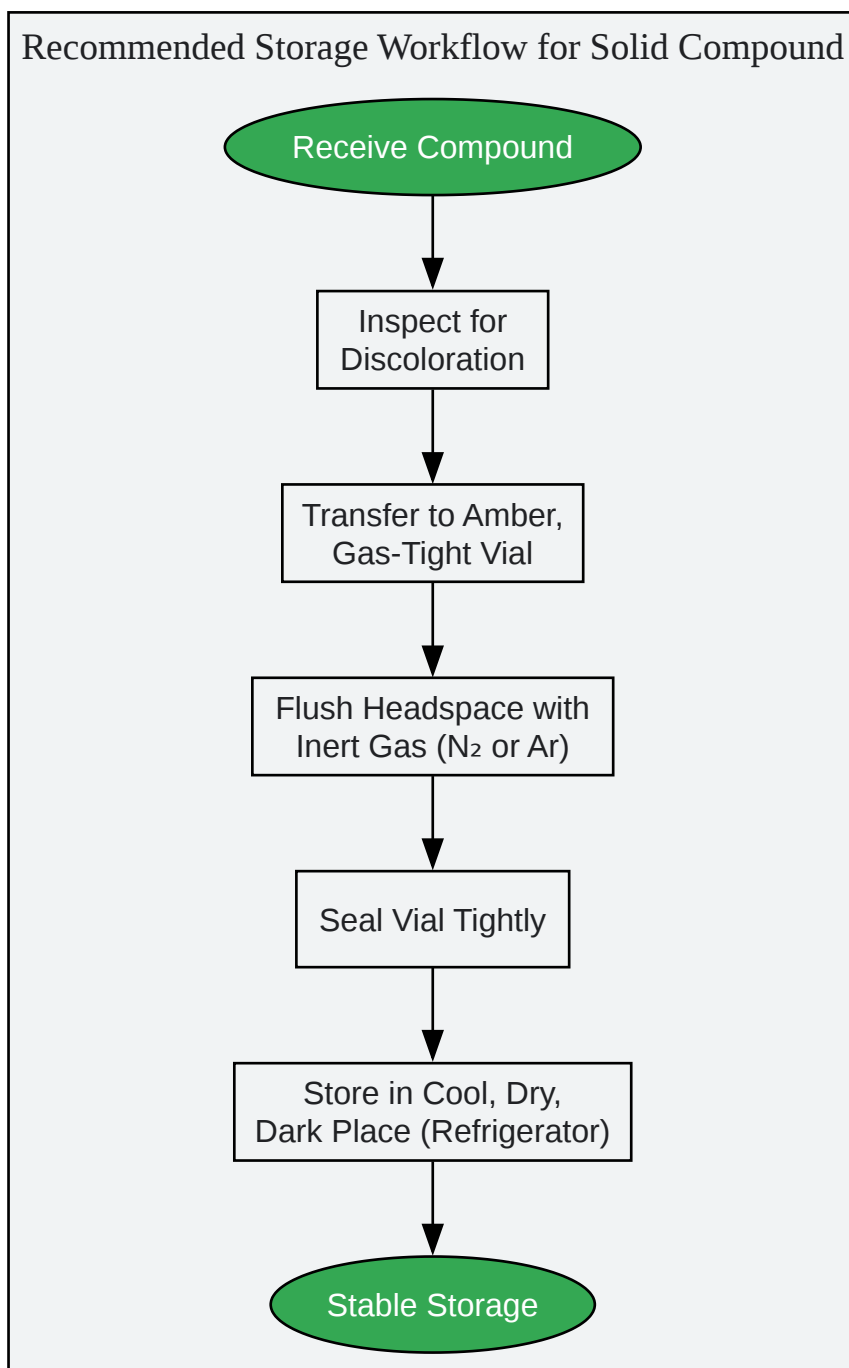 Recommended Storage Workflow for Solid Compound
Receive Compound
Inspect for
Discoloration
Transfer to Amber,
Gas-Tight Vial
Flush Headspace with
Inert Gas (N₂ or Ar)
Seal Vial Tightly
Store in Cool, Dry,
Dark Place (Refrigerator)
Stable Storage